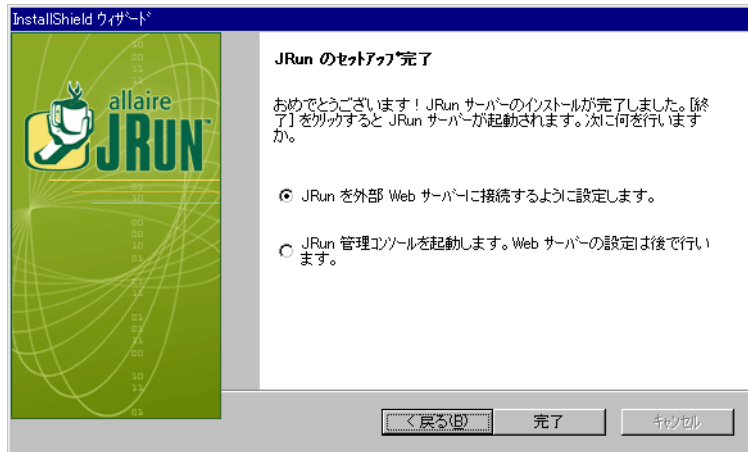 InstallShield ウィザード
allaire
JRUN
JRun のセットアップ完了
おめでとうございます！JRun サーバーのインストールが完了しました。[終
了] をクリックすると JRun サーバーが起動されます。次に何を行います
か。
JRun を外部 Web サーバーに接続するように設定します。
JRun 管理コンソールを起動します。Web サーバーの設定は後で行い
ます。
< 戻る(B)
完了
キャンセル